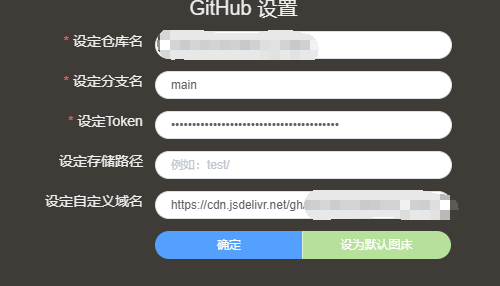 GitHub 设置
* 设定仓库名
* 设定分支名 main
* 设定Token ••••••••••••••••••••••••••••••••••••••••
设定存储路径 例如：test/
设定自定义域名 https://cdn.jsdelivr.net/gh/
确定 设为默认图床